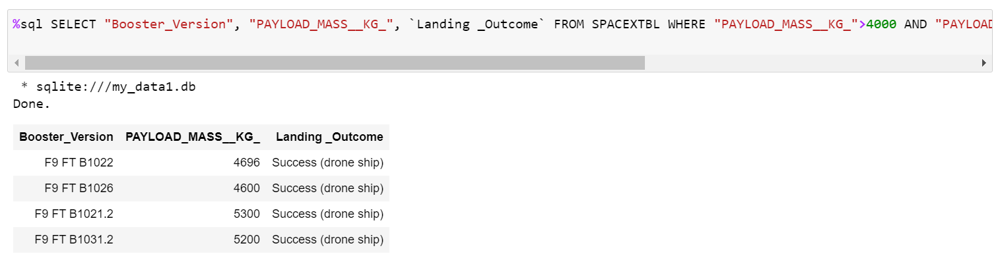 %sql SELECT "Booster_Version", "PAYLOAD_MASS__KG_", `Landing _Outcome` FROM SPACEXTBL WHERE "PAYLOAD_MASS__KG_">4000 AND "PAYLOAD
* sqlite:///my_data1.db
Done.
Booster_Version PAYLOAD_MASS__KG_ Landing _Outcome
F9 FT B1022 4696 Success (drone ship)
F9 FT B1026 4600 Success (drone ship)
F9 FT B1021.2 5300 Success (drone ship)
F9 FT B1031.2 5200 Success (drone ship)